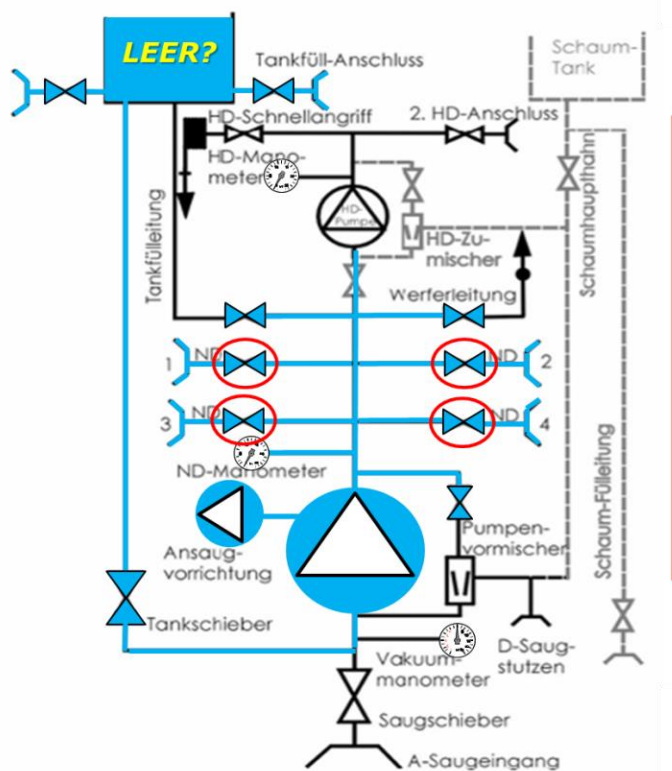 LEER?
Tankfüll-Anschluss
Schaum-
Tank
HD-Schnellangriff
2. HD-Anschluss
HD-Mano-
meter
HD-
Pumpe
HD-Zu-
mischer
Schaumhaupthahn
Tankfülleitung
Werferleitung
1 ND
ND 2
3 ND
ND 4
ND-Manometer
Schaum-Fülleitung
Ansaug-
vorrichtung
Pumpen-
vormischer
Tankschieber
D-Saug-
stutzen
Vakuum-
manometer
Saugschieber
A-Saugeingang